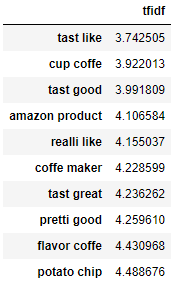 tfidf
tast like 3.742505
cup coffe 3.922013
tast good 3.991809
amazon product 4.106584
realli like 4.155037
coffe maker 4.228599
tast great 4.236262
pretti good 4.259610
flavor coffe 4.430968
potato chip 4.488676